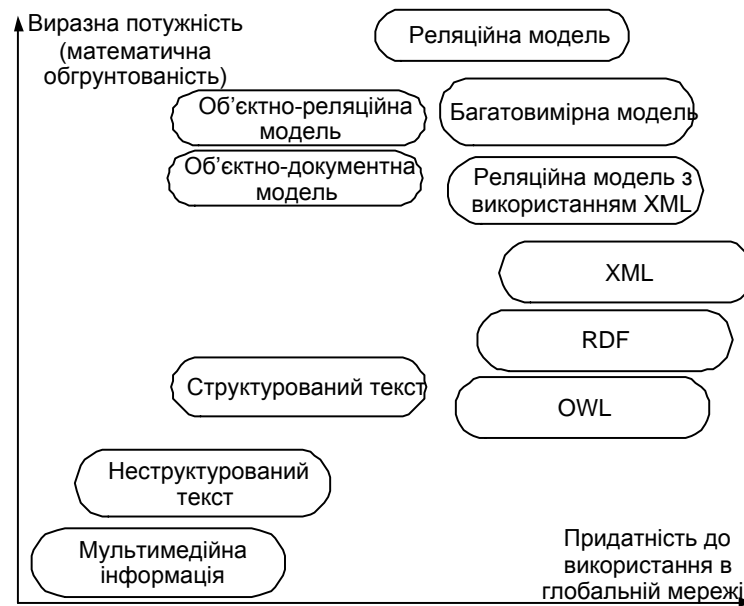 Виразна потужність
(математична
обгрунтованість)
Реляційна модель
Об’єктно-реляційна
модель
Багатовимірна модель
Об’єктно-документна
модель
Реляційна модель з
використанням XML
XML
RDF
Структурований текст
OWL
Неструктурований
текст
Мультимедійна
інформація
Придатність до
використання в
глобальній мережі